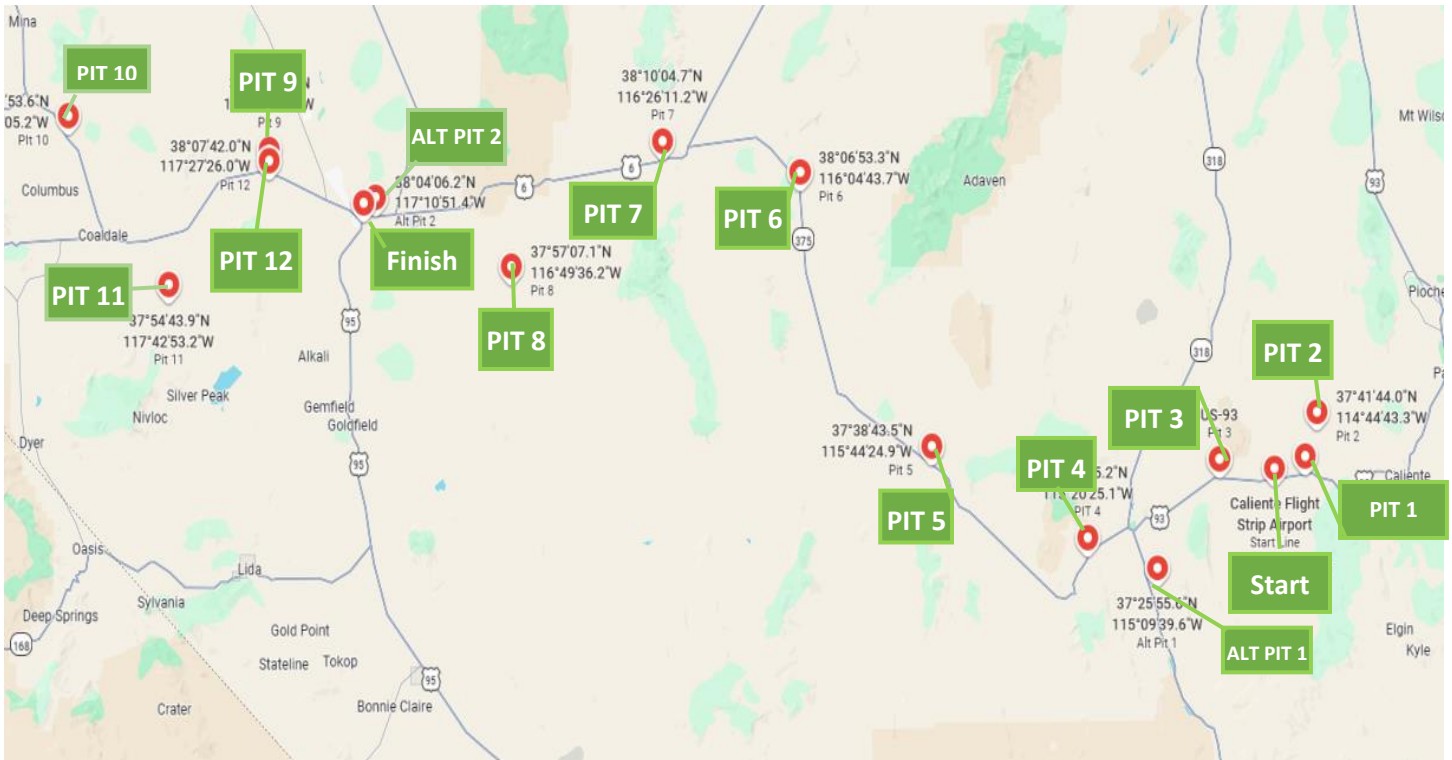 Mina
PIT 10
'53.6"N
05.2"W
Pit 10
PIT 9
Pit 9
38°07'42.0"N
117°27'26.0"W
Pit 12
PIT 12
ALT PIT 2
38°04'06.2"N
117°10'51.4"W
Alt Pit 2
Finish
Columbus
Coaldale
PIT 11
37°54'43.9"N
117°42'53.2"W
Pit 11
38°10'04.7"N
116°26'11.2"W
Pit 7
PIT 7
6
6
37°57'07.1"N
116°49'36.2"W
Pit 8
PIT 8
38°06'53.3"N
116°04'43.7"W
Pit 6
PIT 6
375
Adaven
318
93
Mt Wils
Pioche
318
PIT 2
37°41'44.0"N
114°44'43.3"W
Pit 2
PIT 3
US-93
Pit 3
95
Alkali
Silver Peak
Nivloc
Gemfield
Goldfield
Dyer
95
37°38'43.5"N
115°44'24.9"W
Pit 5
PIT 5
PIT 4
5.2"N
115°20'25.1"W
PIT 4
93
Caliente
PIT 1
Caliente Flight
Strip Airport
Start Line
Start
37°25'55.6"N
115°09'39.6"W
Alt Pit 1
ALT PIT 1
Elgin
Kyle
Oasis
Lida
Sylvania
Deep Springs
168
Gold Point
Stateline
Tokop
95
Bonnie Claire
Crater